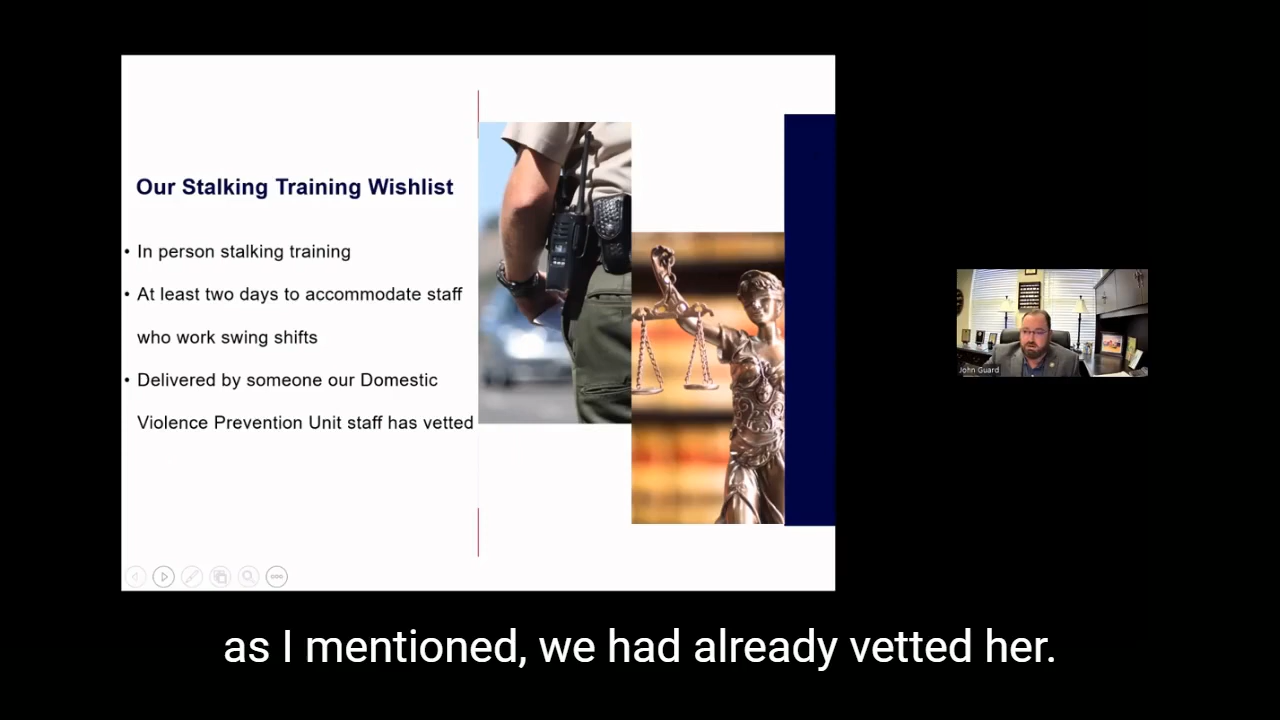 Our Stalking Training Wishlist
• In person stalking training
• At least two days to accommodate staff
who work swing shifts
• Delivered by someone our Domestic
Violence Prevention Unit staff has vetted
John Guard
as I mentioned, we had already vetted her.